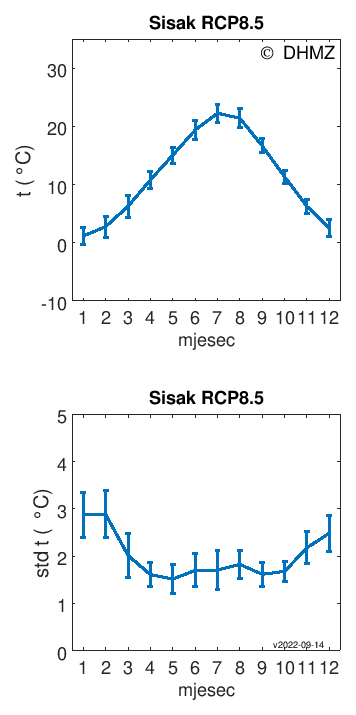 Sisak RCP8.5
© DHMZ
30
20
10
0
-10
t ( °C)
1 2 3 4 5 6 7 8 9 10 11 12
mjesec
Sisak RCP8.5
5
4
3
2
1
0
std t ( °C)
v2022-09-14
1 2 3 4 5 6 7 8 9 10 11 12
mjesec